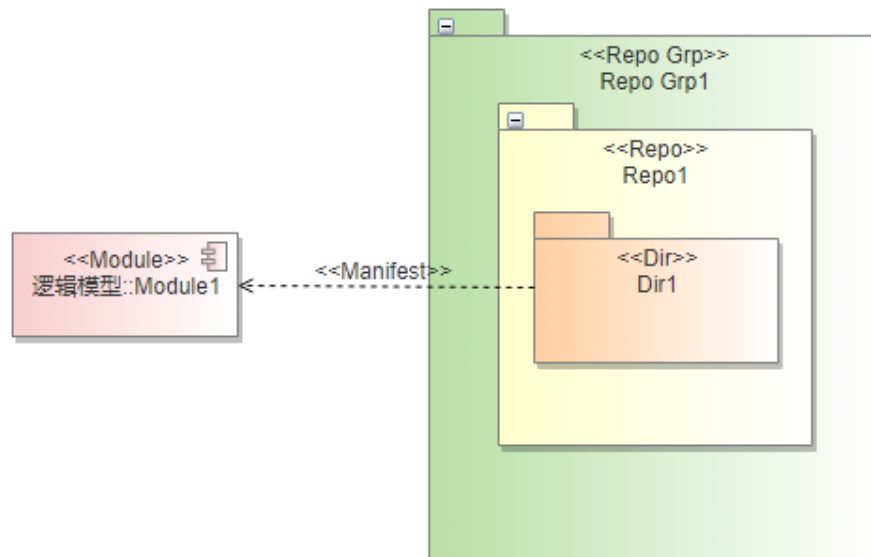 <<Repo Grp>>
Repo Grp1
<<Repo>>
Repo1
<<Module>>
逻辑模型::Module1
<<Manifest>>
<<Dir>>
Dir1